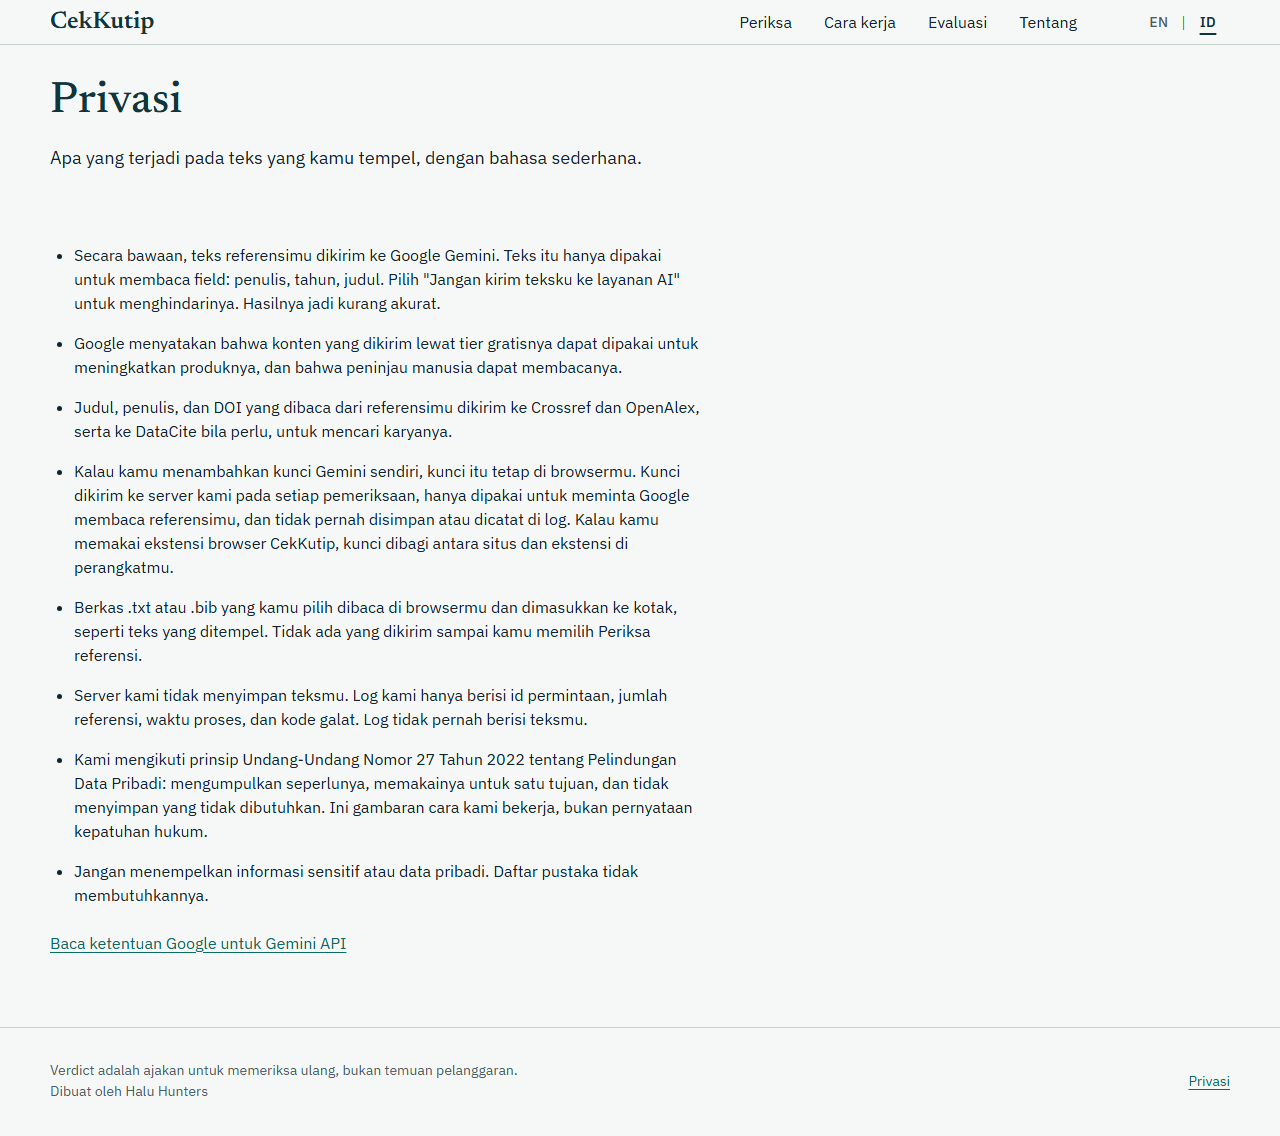 CekKutip
Periksa Cara kerja Evaluasi Tentang EN | ID
Privasi
Apa yang terjadi pada teks yang kamu tempel, dengan bahasa sederhana.
• Secara bawaan, teks referensimu dikirim ke Google Gemini. Teks itu hanya dipakai
untuk membaca field: penulis, tahun, judul. Pilih "Jangan kirim teksku ke layanan AI"
untuk menghindarinya. Hasilnya jadi kurang akurat.
• Google menyatakan bahwa konten yang dikirim lewat tier gratisnya dapat dipakai untuk
meningkatkan produknya, dan bahwa peninjau manusia dapat membacanya.
• Judul, penulis, dan DOI yang dibaca dari referensimu dikirim ke Crossref dan OpenAlex,
serta ke DataCite bila perlu, untuk mencari karyanya.
• Kalau kamu menambahkan kunci Gemini sendiri, kunci itu tetap di browsermu. Kunci
dikirim ke server kami pada setiap pemeriksaan, hanya dipakai untuk meminta Google
membaca referensimu, dan tidak pernah disimpan atau dicatat di log. Kalau kamu
memakai ekstensi browser CekKutip, kunci dibagi antara situs dan ekstensi di
perangkatmu.
• Berkas .txt atau .bib yang kamu pilih dibaca di browsermu dan dimasukkan ke kotak,
seperti teks yang ditempel. Tidak ada yang dikirim sampai kamu memilih Periksa
referensi.
• Server kami tidak menyimpan teksmu. Log kami hanya berisi id permintaan, jumlah
referensi, waktu proses, dan kode galat. Log tidak pernah berisi teksmu.
• Kami mengikuti prinsip Undang-Undang Nomor 27 Tahun 2022 tentang Pelindungan
Data Pribadi: mengumpulkan seperlunya, memakainya untuk satu tujuan, dan tidak
menyimpan yang tidak dibutuhkan. Ini gambaran cara kami bekerja, bukan pernyataan
kepatuhan hukum.
• Jangan menempelkan informasi sensitif atau data pribadi. Daftar pustaka tidak
membutuhkannya.
Baca ketentuan Google untuk Gemini API
Verdict adalah ajakan untuk memeriksa ulang, bukan temuan pelanggaran.
Dibuat oleh Halu Hunters
Privasi